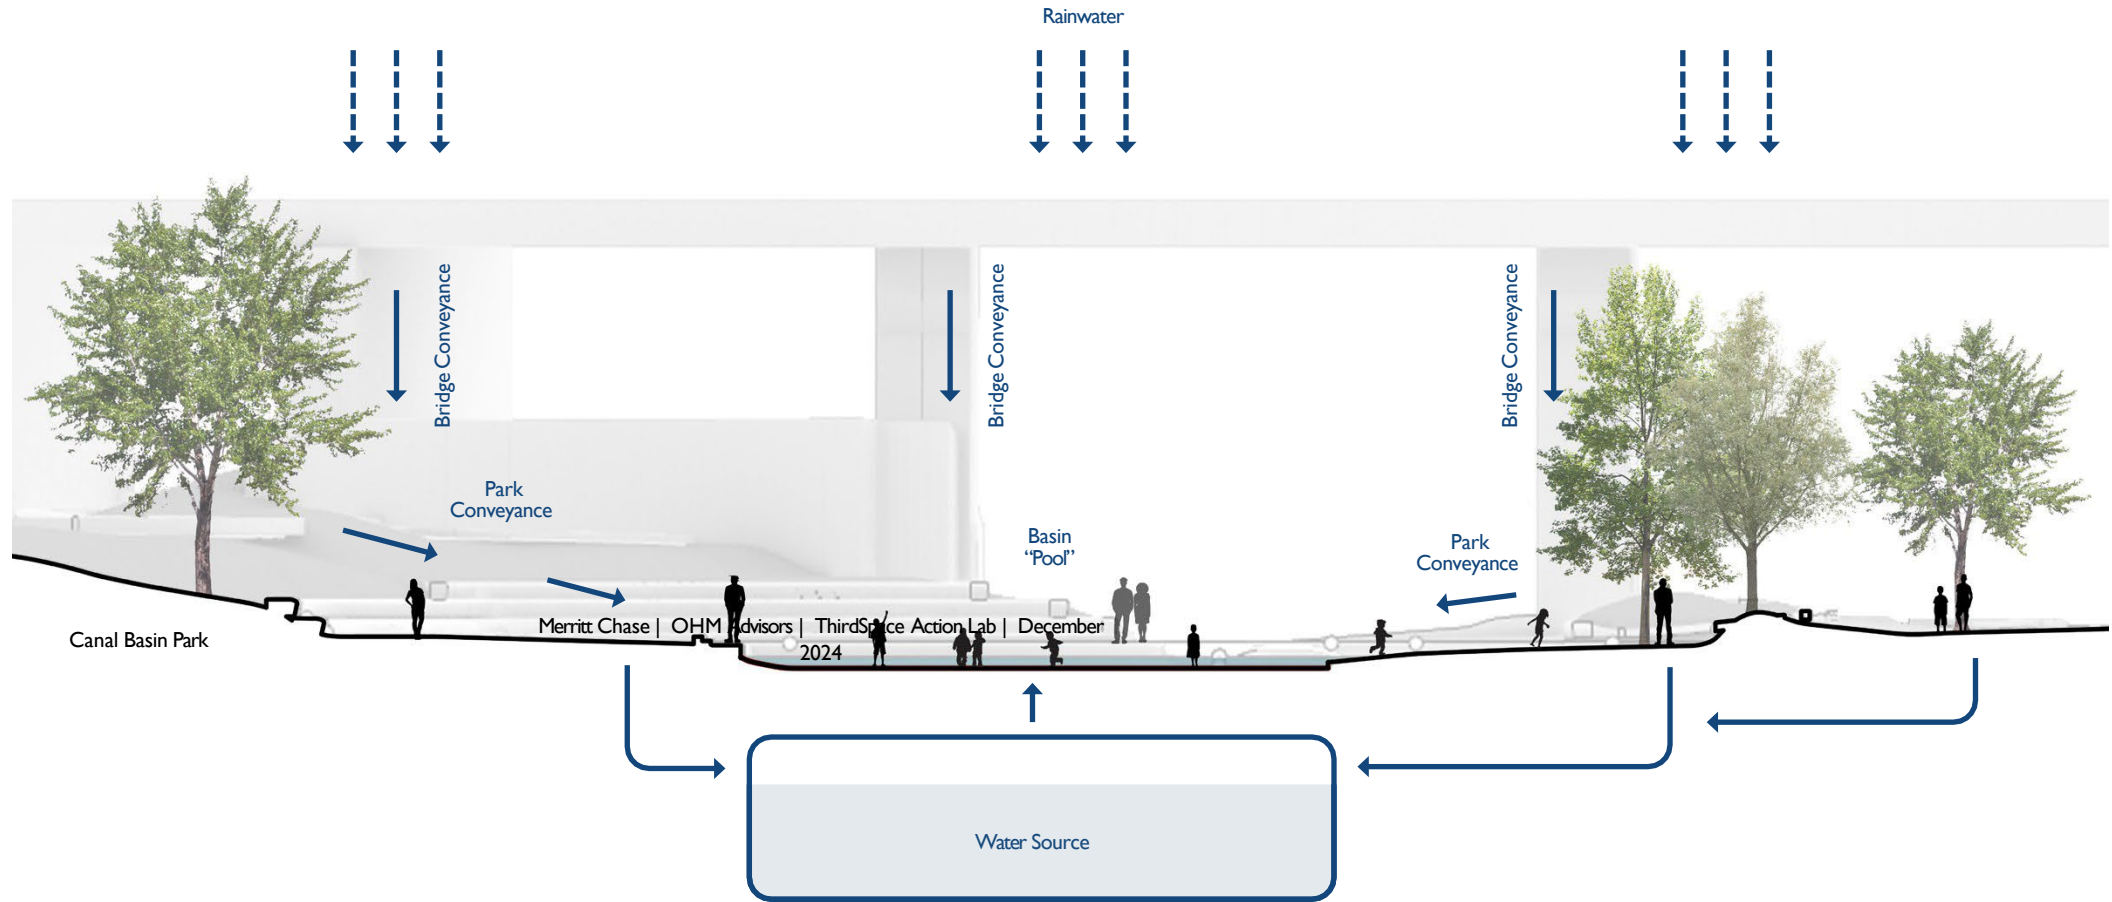 Rainwater
Bridge Conveyance
Bridge Conveyance
Bridge Conveyance
Park
Conveyance
Basin
“Pool”
Park
Conveyance
Merritt Chase | OHM Advisors | ThirdSpace Action Lab | December
2024
Canal Basin Park
Water Source